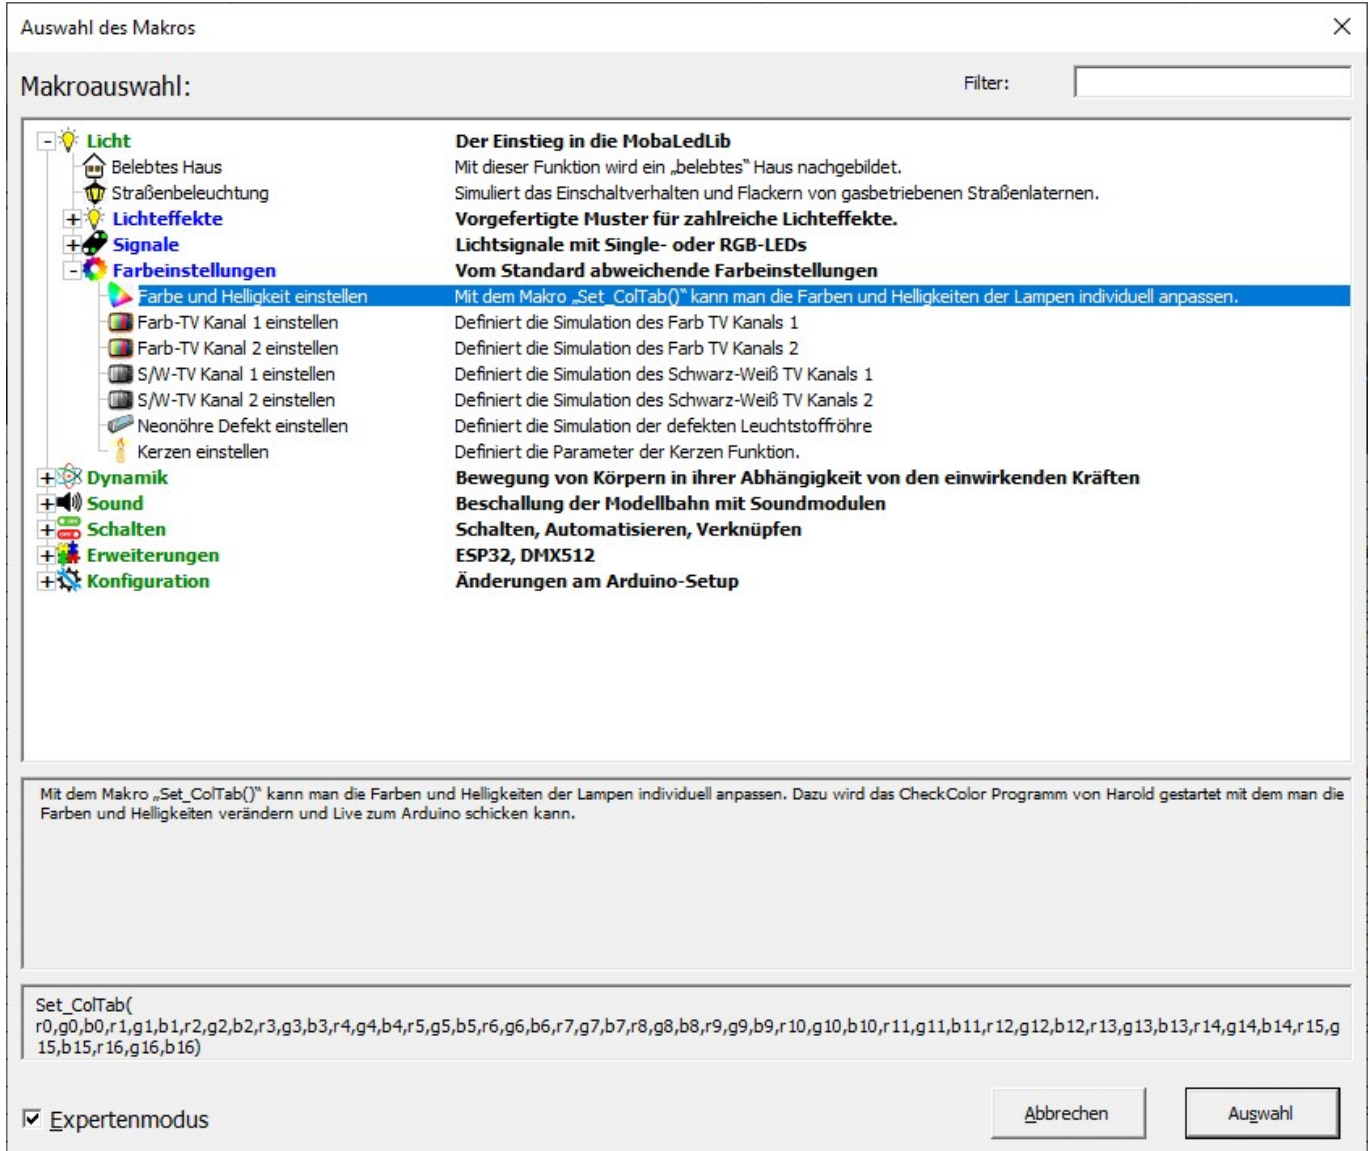 Auswahl des Makros
Makroauswahl: Filter:
Licht Der Einstieg in die MobaLedLib
Belebtes Haus Mit dieser Funktion wird ein „belebtes“ Haus nachgebildet.
Straßenbeleuchtung Simuliert das Einschaltverhalten und Flackern von gasbetriebenen Straßenlaternen.
Lichteffekte Vorgefertigte Muster für zahlreiche Lichteffekte.
Signale Lichtsignale mit Single- oder RGB-LEDs
Farbeinstellungen Vom Standard abweichende Farbeinstellungen
Farbe und Helligkeit einstellen Mit dem Makro „Set_ColTab()“ kann man die Farben und Helligkeiten der Lampen individuell anpassen.
Farb-TV Kanal 1 einstellen Definiert die Simulation des Farb TV Kanals 1
Farb-TV Kanal 2 einstellen Definiert die Simulation des Farb TV Kanals 2
S/W-TV Kanal 1 einstellen Definiert die Simulation des Schwarz-Weiß TV Kanals 1
S/W-TV Kanal 2 einstellen Definiert die Simulation des Schwarz-Weiß TV Kanals 2
Neonöhre Defekt einstellen Definiert die Simulation der defekten Leuchtstoffröhre
Kerzen einstellen Definiert die Parameter der Kerzen Funktion.
Dynamik Bewegung von Körpern in ihrer Abhängigkeit von den einwirkenden Kräften
Sound Beschallung der Modellbahn mit Soundmodulen
Schalten Schalten, Automatisieren, Verknüpfen
Erweiterungen ESP32, DMX512
Konfiguration Änderungen am Arduino-Setup
Mit dem Makro „Set_ColTab()“ kann man die Farben und Helligkeiten der Lampen individuell anpassen. Dazu wird das CheckColor Programm von Harold gestartet mit dem man die
Farben und Helligkeiten verändern und Live zum Arduino schicken kann.
Set_ColTab(
r0,g0,b0,r1,g1,b1,r2,g2,b2,r3,g3,b3,r4,g4,b4,r5,g5,b5,r6,g6,b6,r7,g7,b7,r8,g8,b8,r9,g9,b9,r10,g10,b10,r11,g11,b11,r12,g12,b12,r13,g13,b13,r14,g14,b14,r15,g
15,b15,r16,g16,b16)
Expertenmodus Abbrechen Auswahl